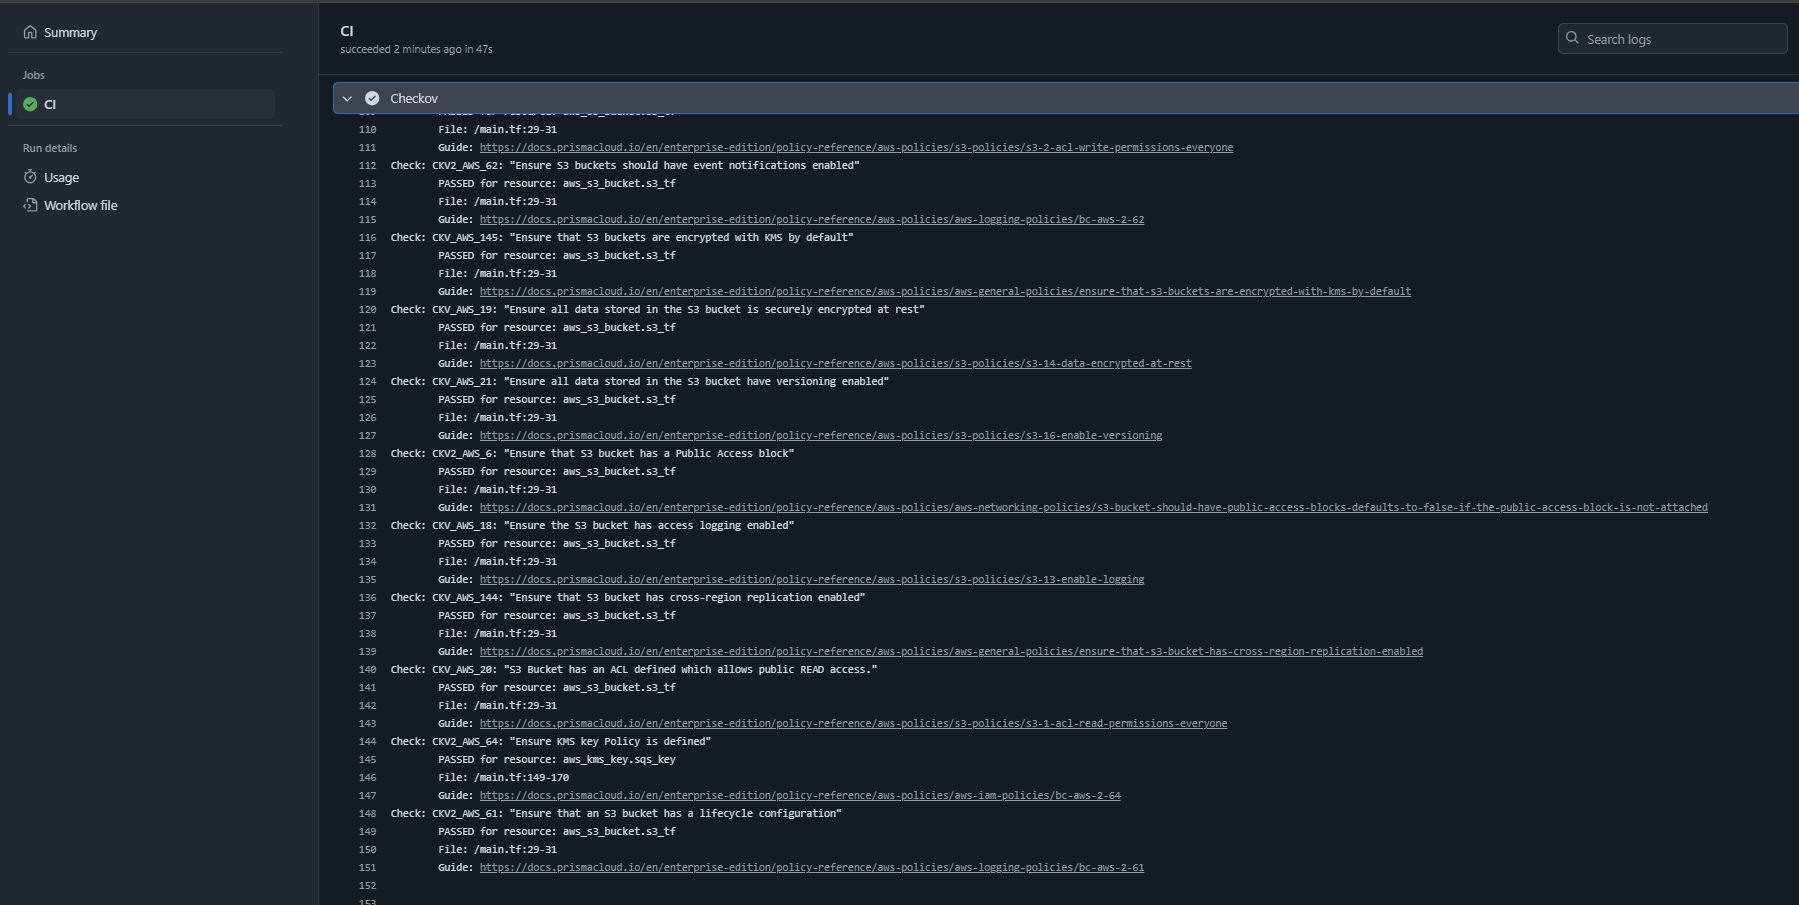 Summary
Jobs
CI
Run details
Usage
Workflow file
CI
succeeded 2 minutes ago in 47s
Search logs
Checkov
110 File: /main.tf:29-31
111 Guide: https://docs.prismacloud.io/en/enterprise-edition/policy-reference/aws-policies/s3-policies/s3-2-acl-write-permissions-everyone
112 Check: CKV2_AWS_62: "Ensure S3 buckets should have event notifications enabled"
113 PASSED for resource: aws_s3_bucket.s3_tf
114 File: /main.tf:29-31
115 Guide: https://docs.prismacloud.io/en/enterprise-edition/policy-reference/aws-policies/aws-logging-policies/bc-aws-2-62
116 Check: CKV_AWS_145: "Ensure that S3 buckets are encrypted with KMS by default"
117 PASSED for resource: aws_s3_bucket.s3_tf
118 File: /main.tf:29-31
119 Guide: https://docs.prismacloud.io/en/enterprise-edition/policy-reference/aws-policies/aws-general-policies/ensure-that-s3-buckets-are-encrypted-with-kms-by-default
120 Check: CKV_AWS_19: "Ensure all data stored in the S3 bucket is securely encrypted at rest"
121 PASSED for resource: aws_s3_bucket.s3_tf
122 File: /main.tf:29-31
123 Guide: https://docs.prismacloud.io/en/enterprise-edition/policy-reference/aws-policies/s3-policies/s3-14-data-encrypted-at-rest
124 Check: CKV_AWS_21: "Ensure all data stored in the S3 bucket have versioning enabled"
125 PASSED for resource: aws_s3_bucket.s3_tf
126 File: /main.tf:29-31
127 Guide: https://docs.prismacloud.io/en/enterprise-edition/policy-reference/aws-policies/s3-policies/s3-16-enable-versioning
128 Check: CKV2_AWS_6: "Ensure that S3 bucket has a Public Access block"
129 PASSED for resource: aws_s3_bucket.s3_tf
130 File: /main.tf:29-31
131 Guide: https://docs.prismacloud.io/en/enterprise-edition/policy-reference/aws-policies/aws-networking-policies/s3-bucket-should-have-public-access-blocks-defaults-to-false-if-the-public-access-block-is-not-attached
132 Check: CKV_AWS_18: "Ensure the S3 bucket has access logging enabled"
133 PASSED for resource: aws_s3_bucket.s3_tf
134 File: /main.tf:29-31
135 Guide: https://docs.prismacloud.io/en/enterprise-edition/policy-reference/aws-policies/s3-policies/s3-13-enable-logging
136 Check: CKV_AWS_144: "Ensure that S3 bucket has cross-region replication enabled"
137 PASSED for resource: aws_s3_bucket.s3_tf
138 File: /main.tf:29-31
139 Guide: https://docs.prismacloud.io/en/enterprise-edition/policy-reference/aws-policies/aws-general-policies/ensure-that-s3-bucket-has-cross-region-replication-enabled
140 Check: CKV_AWS_20: "S3 Bucket has an ACL defined which allows public READ access."
141 PASSED for resource: aws_s3_bucket.s3_tf
142 File: /main.tf:29-31
143 Guide: https://docs.prismacloud.io/en/enterprise-edition/policy-reference/aws-policies/s3-policies/s3-1-acl-read-permissions-everyone
144 Check: CKV2_AWS_64: "Ensure KMS key Policy is defined"
145 PASSED for resource: aws_kms_key.sqs_key
146 File: /main.tf:149-170
147 Guide: https://docs.prismacloud.io/en/enterprise-edition/policy-reference/aws-policies/aws-iam-policies/bc-aws-2-64
148 Check: CKV2_AWS_61: "Ensure that an S3 bucket has a lifecycle configuration"
149 PASSED for resource: aws_s3_bucket.s3_tf
150 File: /main.tf:29-31
151 Guide: https://docs.prismacloud.io/en/enterprise-edition/policy-reference/aws-policies/aws-logging-policies/bc-aws-2-61
152
153